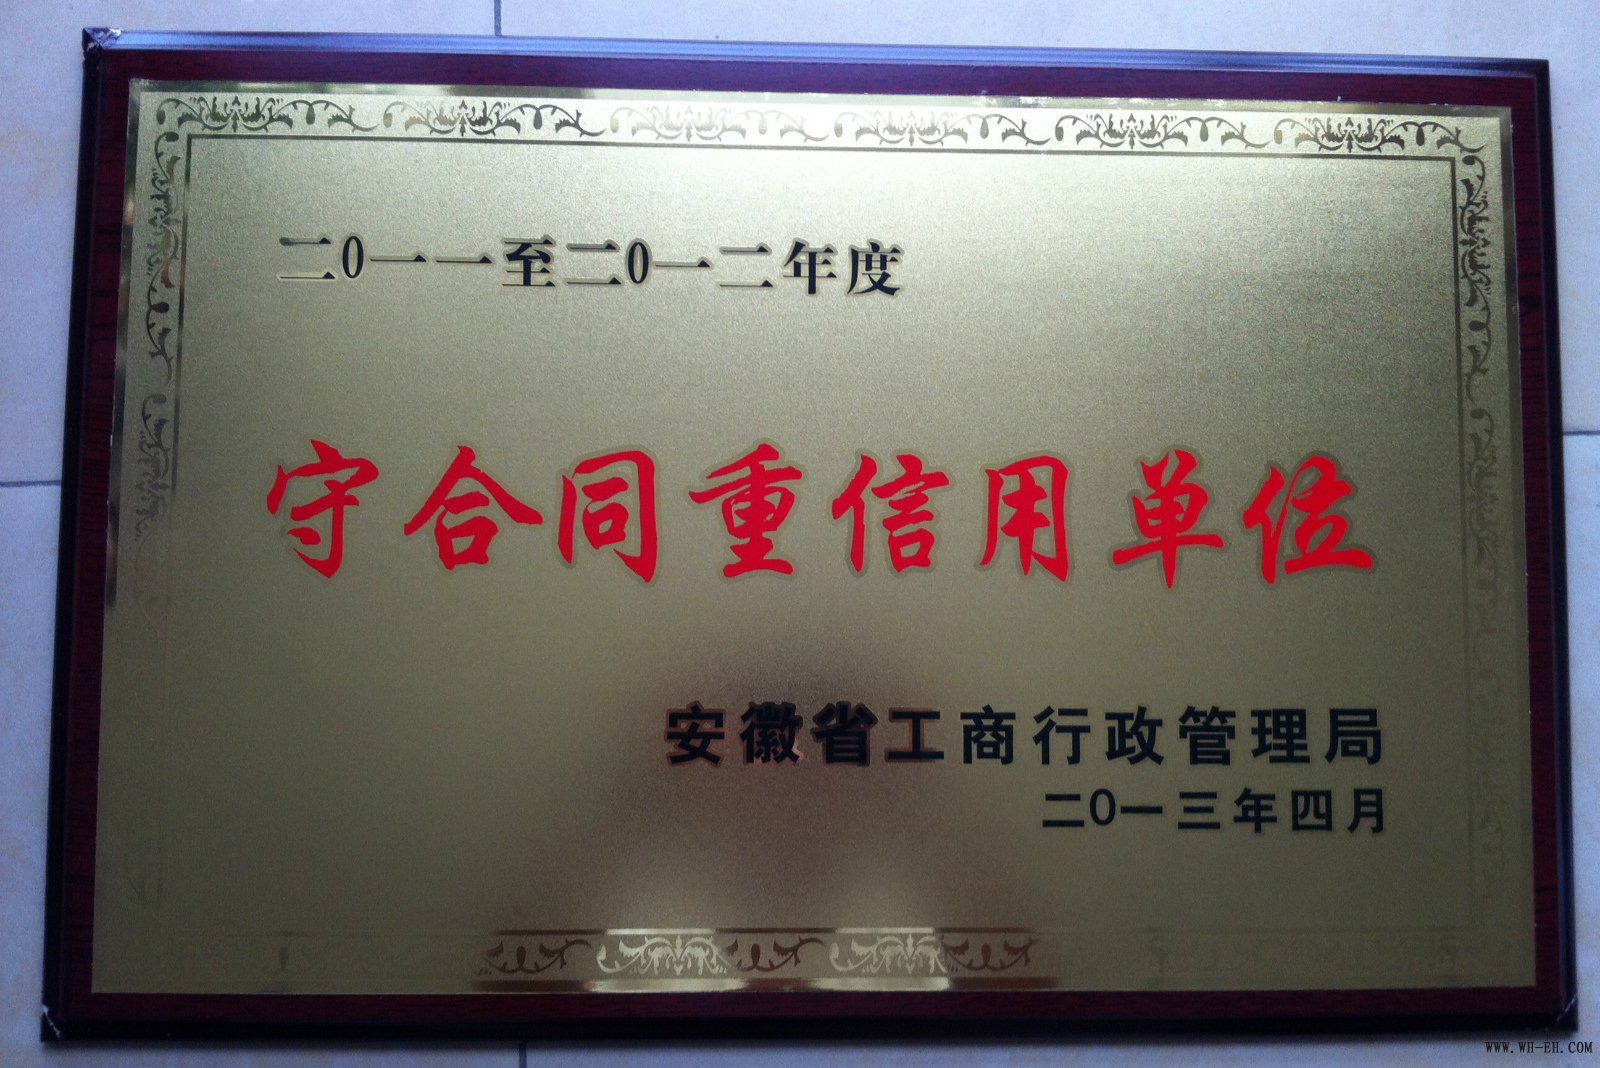 二0一一至二0一二年度
守合同重信用单位
安徽省工商行政管理局
二0一三年四月
WWW.WH-EH.COM